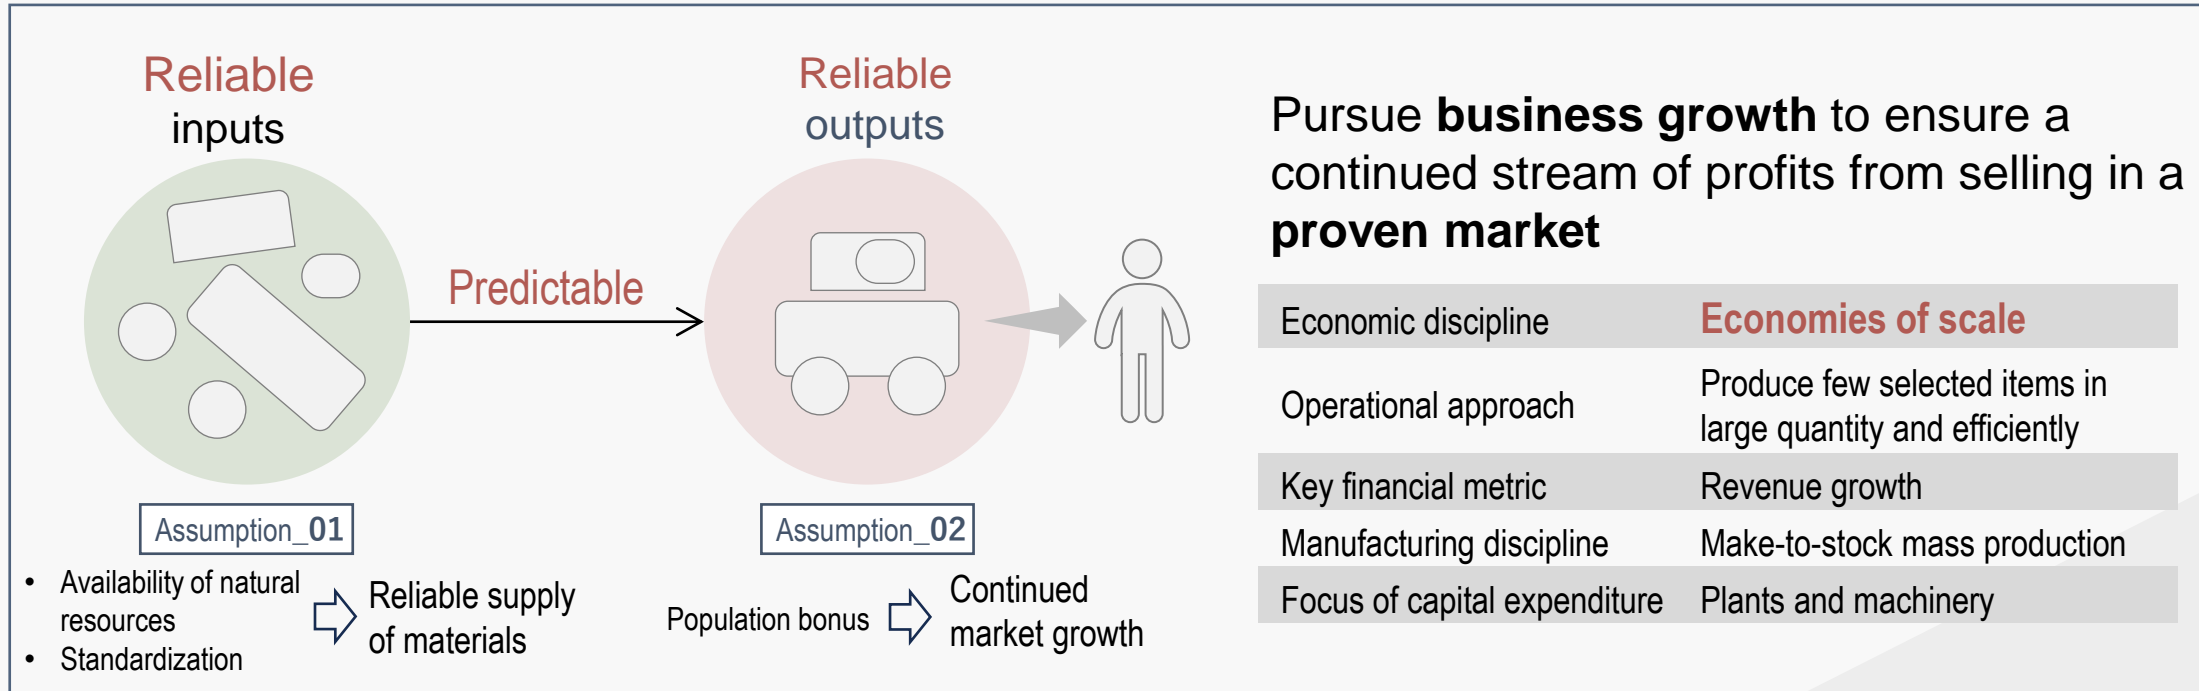 Reliable
inputs
Predictable
Reliable
outputs
Assumption_01
• Availability of natural
resources
• Standardization
Reliable supply
of materials
Assumption_02
Population bonus
Continued
market growth
Pursue business growth to ensure a
continued stream of profits from selling in a
proven market
Economic discipline Economies of scale
Operational approach Produce few selected items in
large quantity and efficiently
Key financial metric Revenue growth
Manufacturing discipline Make-to-stock mass production
Focus of capital expenditure Plants and machinery